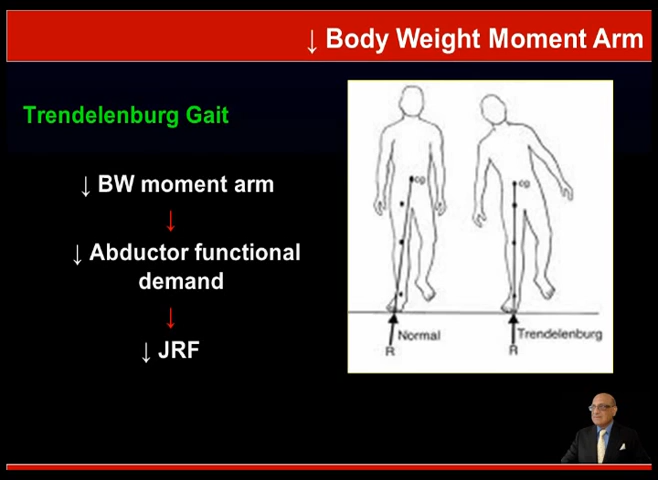 ↓ Body Weight Moment Arm
Trendelenburg Gait
↓ BW moment arm
↓
↓ Abductor functional
demand
↓
↓ JRF
cg
cg
Normal
Trendelenburg
R
R